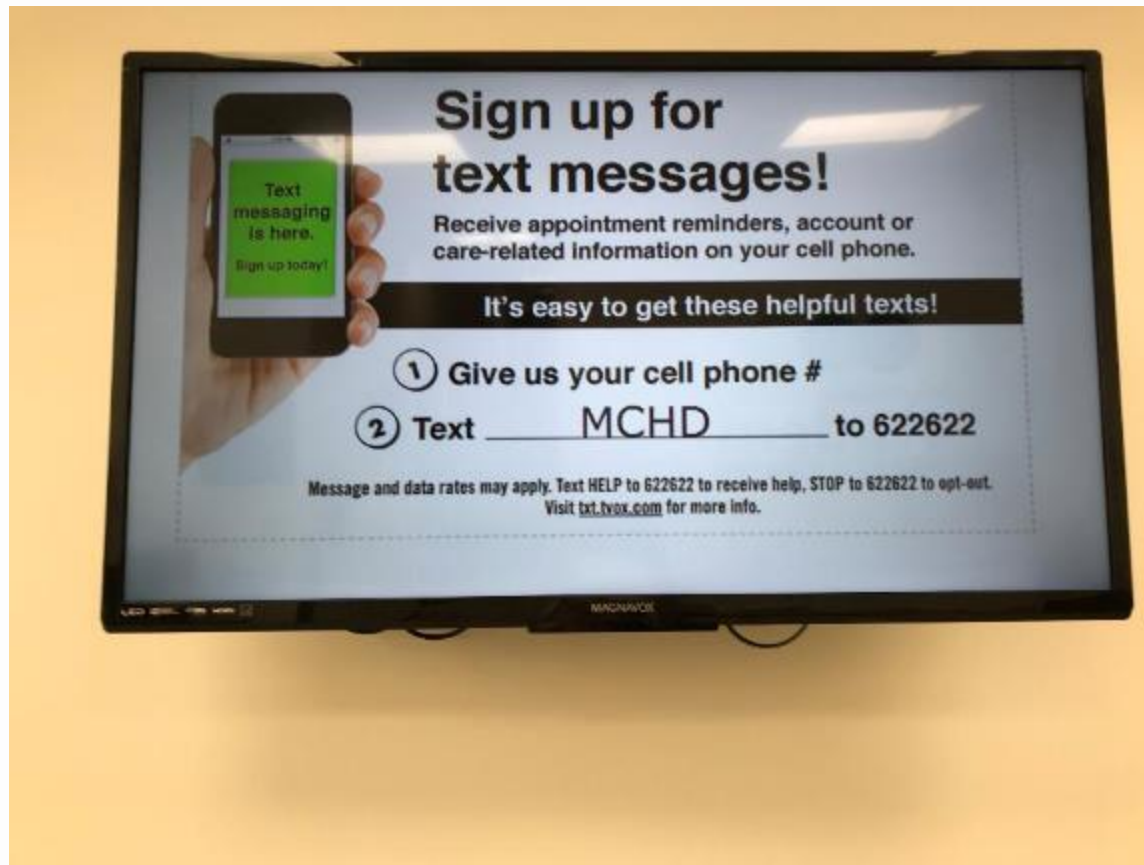 Sign up for
text messages!
Text
messaging
is here.
Sign up today!
Receive appointment reminders, account or
care-related information on your cell phone.
It's easy to get these helpful texts!
1 Give us your cell phone #
2 Text MCHD to 622622
Message and data rates may apply. Text HELP to 622622 to receive help, STOP to 622622 to opt-out.
Visit txt.tvox.com for more info.
LED
MAGNAVOX